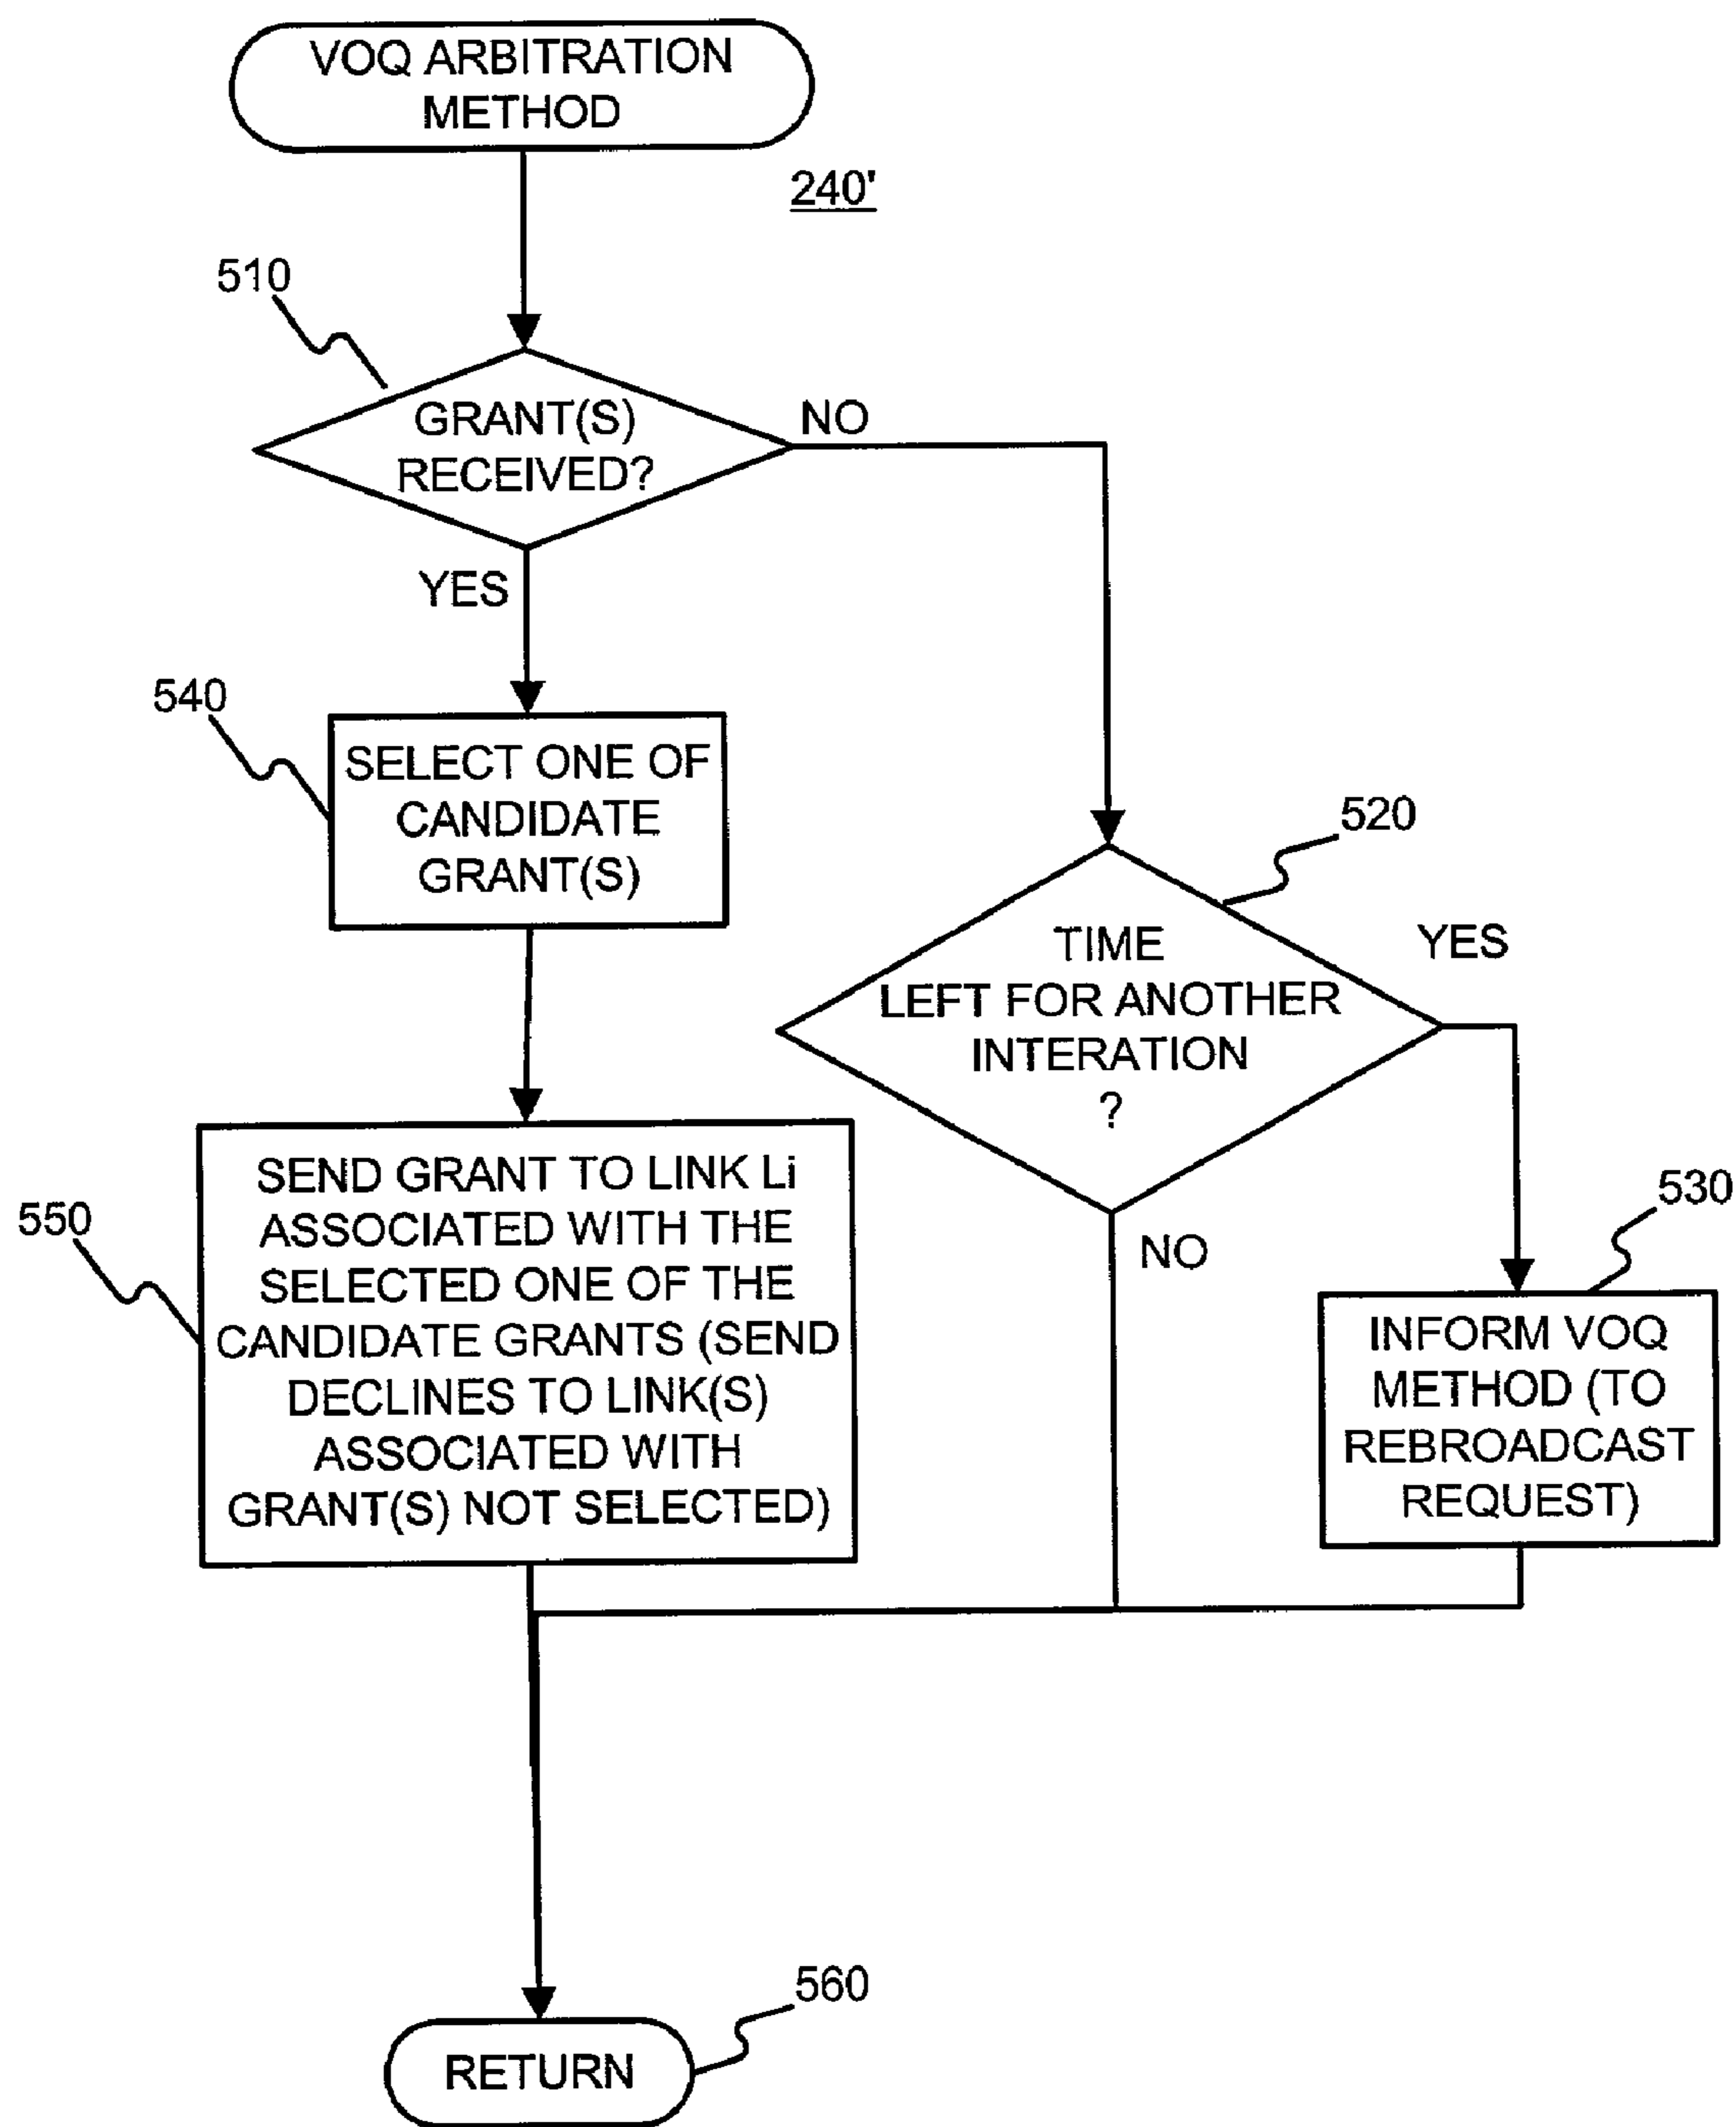 VOQ ARBITRATION
METHOD
240'
510
GRANT(S)
RECEIVED?
NO
YES
540
SELECT ONE OF
CANDIDATE
GRANT(S)
520
TIME
LEFT FOR ANOTHER
INTERATION
?
YES
NO
550
SEND GRANT TO LINK Li
ASSOCIATED WITH THE
SELECTED ONE OF THE
CANDIDATE GRANTS (SEND
DECLINES TO LINK(S)
ASSOCIATED WITH
GRANT(S) NOT SELECTED)
530
INFORM VOQ
METHOD (TO
REBROADCAST
REQUEST)
560
RETURN